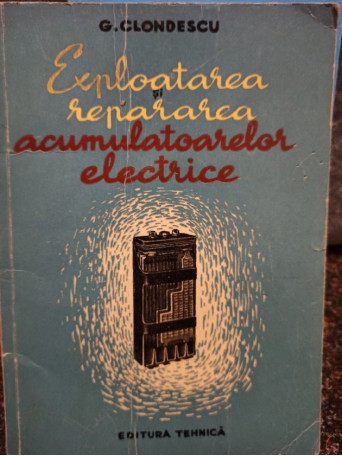 G. CLONDESCU
Exploatarea
și
repararea
acumulatoarelor
electrice
EDITURA TEHNICĂ